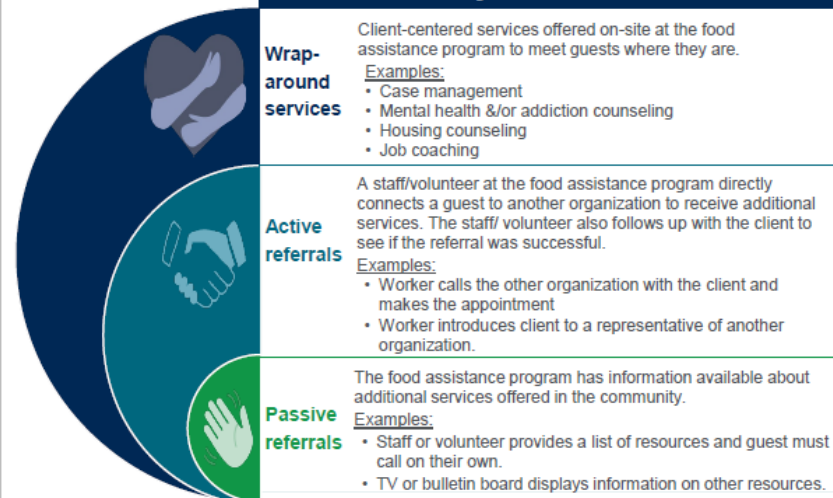 Wrap-
around
services
Client-centered services offered on-site at the food
assistance program to meet guests where they are.
Examples:
• Case management
• Mental health &/or addiction counseling
• Housing counseling
• Job coaching
Active
referrals
A staff/volunteer at the food assistance program directly
connects a guest to another organization to receive additional
services. The staff/ volunteer also follows up with the client to
see if the referral was successful.
Examples:
• Worker calls the other organization with the client and
makes the appointment
• Worker introduces client to a representative of another
organization.
Passive
referrals
The food assistance program has information available about
additional services offered in the community.
Examples:
• Staff or volunteer provides a list of resources and guest must
call on their own.
• TV or bulletin board displays information on other resources.